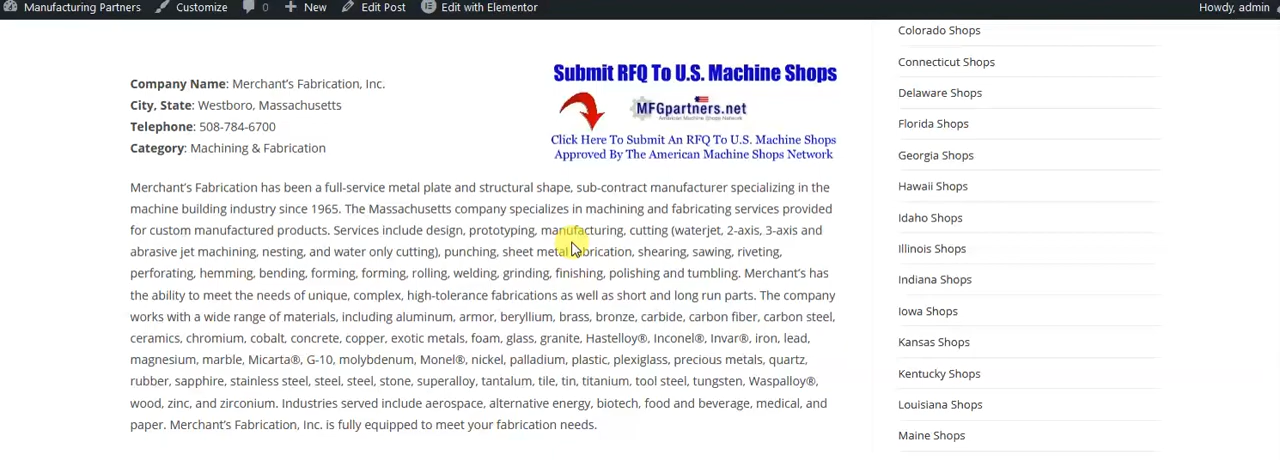 Manufacturing Partners Customize 0 New Edit Post Edit with Elementor Howdy, admin
Company Name: Merchant's Fabrication, Inc.
City, State: Westboro, Massachusetts
Telephone: 508-784-6700
Category: Machining & Fabrication
Submit RFQ To U.S. Machine Shops
MFGpartners.net
American Machine Shops Network
Click Here To Submit An RFQ To U.S. Machine Shops
Approved By The American Machine Shops Network
Merchant's Fabrication has been a full-service metal plate and structural shape, sub-contract manufacturer specializing in the
machine building industry since 1965. The Massachusetts company specializes in machining and fabricating services provided
for custom manufactured products. Services include design, prototyping, manufacturing, cutting (waterjet, 2-axis, 3-axis and
abrasive jet machining, nesting, and water only cutting), punching, sheet metal fabrication, shearing, sawing, riveting,
perforating, hemming, bending, forming, forming, rolling, welding, grinding, finishing, polishing and tumbling. Merchant's has
the ability to meet the needs of unique, complex, high-tolerance fabrications as well as short and long run parts. The company
works with a wide range of materials, including aluminum, armor, beryllium, brass, bronze, carbide, carbon fiber, carbon steel,
ceramics, chromium, cobalt, concrete, copper, exotic metals, foam, glass, granite, Hastelloy®, Inconel®, Invar®, iron, lead,
magnesium, marble, Micarta®, G-10, molybdenum, Monel®, nickel, palladium, plastic, plexiglass, precious metals, quartz,
rubber, sapphire, stainless steel, steel, steel, stone, superalloy, tantalum, tile, tin, titanium, tool steel, tungsten, Waspalloy®,
wood, zinc, and zirconium. Industries served include aerospace, alternative energy, biotech, food and beverage, medical, and
paper. Merchant's Fabrication, Inc. is fully equipped to meet your fabrication needs.
Colorado Shops
Connecticut Shops
Delaware Shops
Florida Shops
Georgia Shops
Hawaii Shops
Idaho Shops
Illinois Shops
Indiana Shops
Iowa Shops
Kansas Shops
Kentucky Shops
Louisiana Shops
Maine Shops